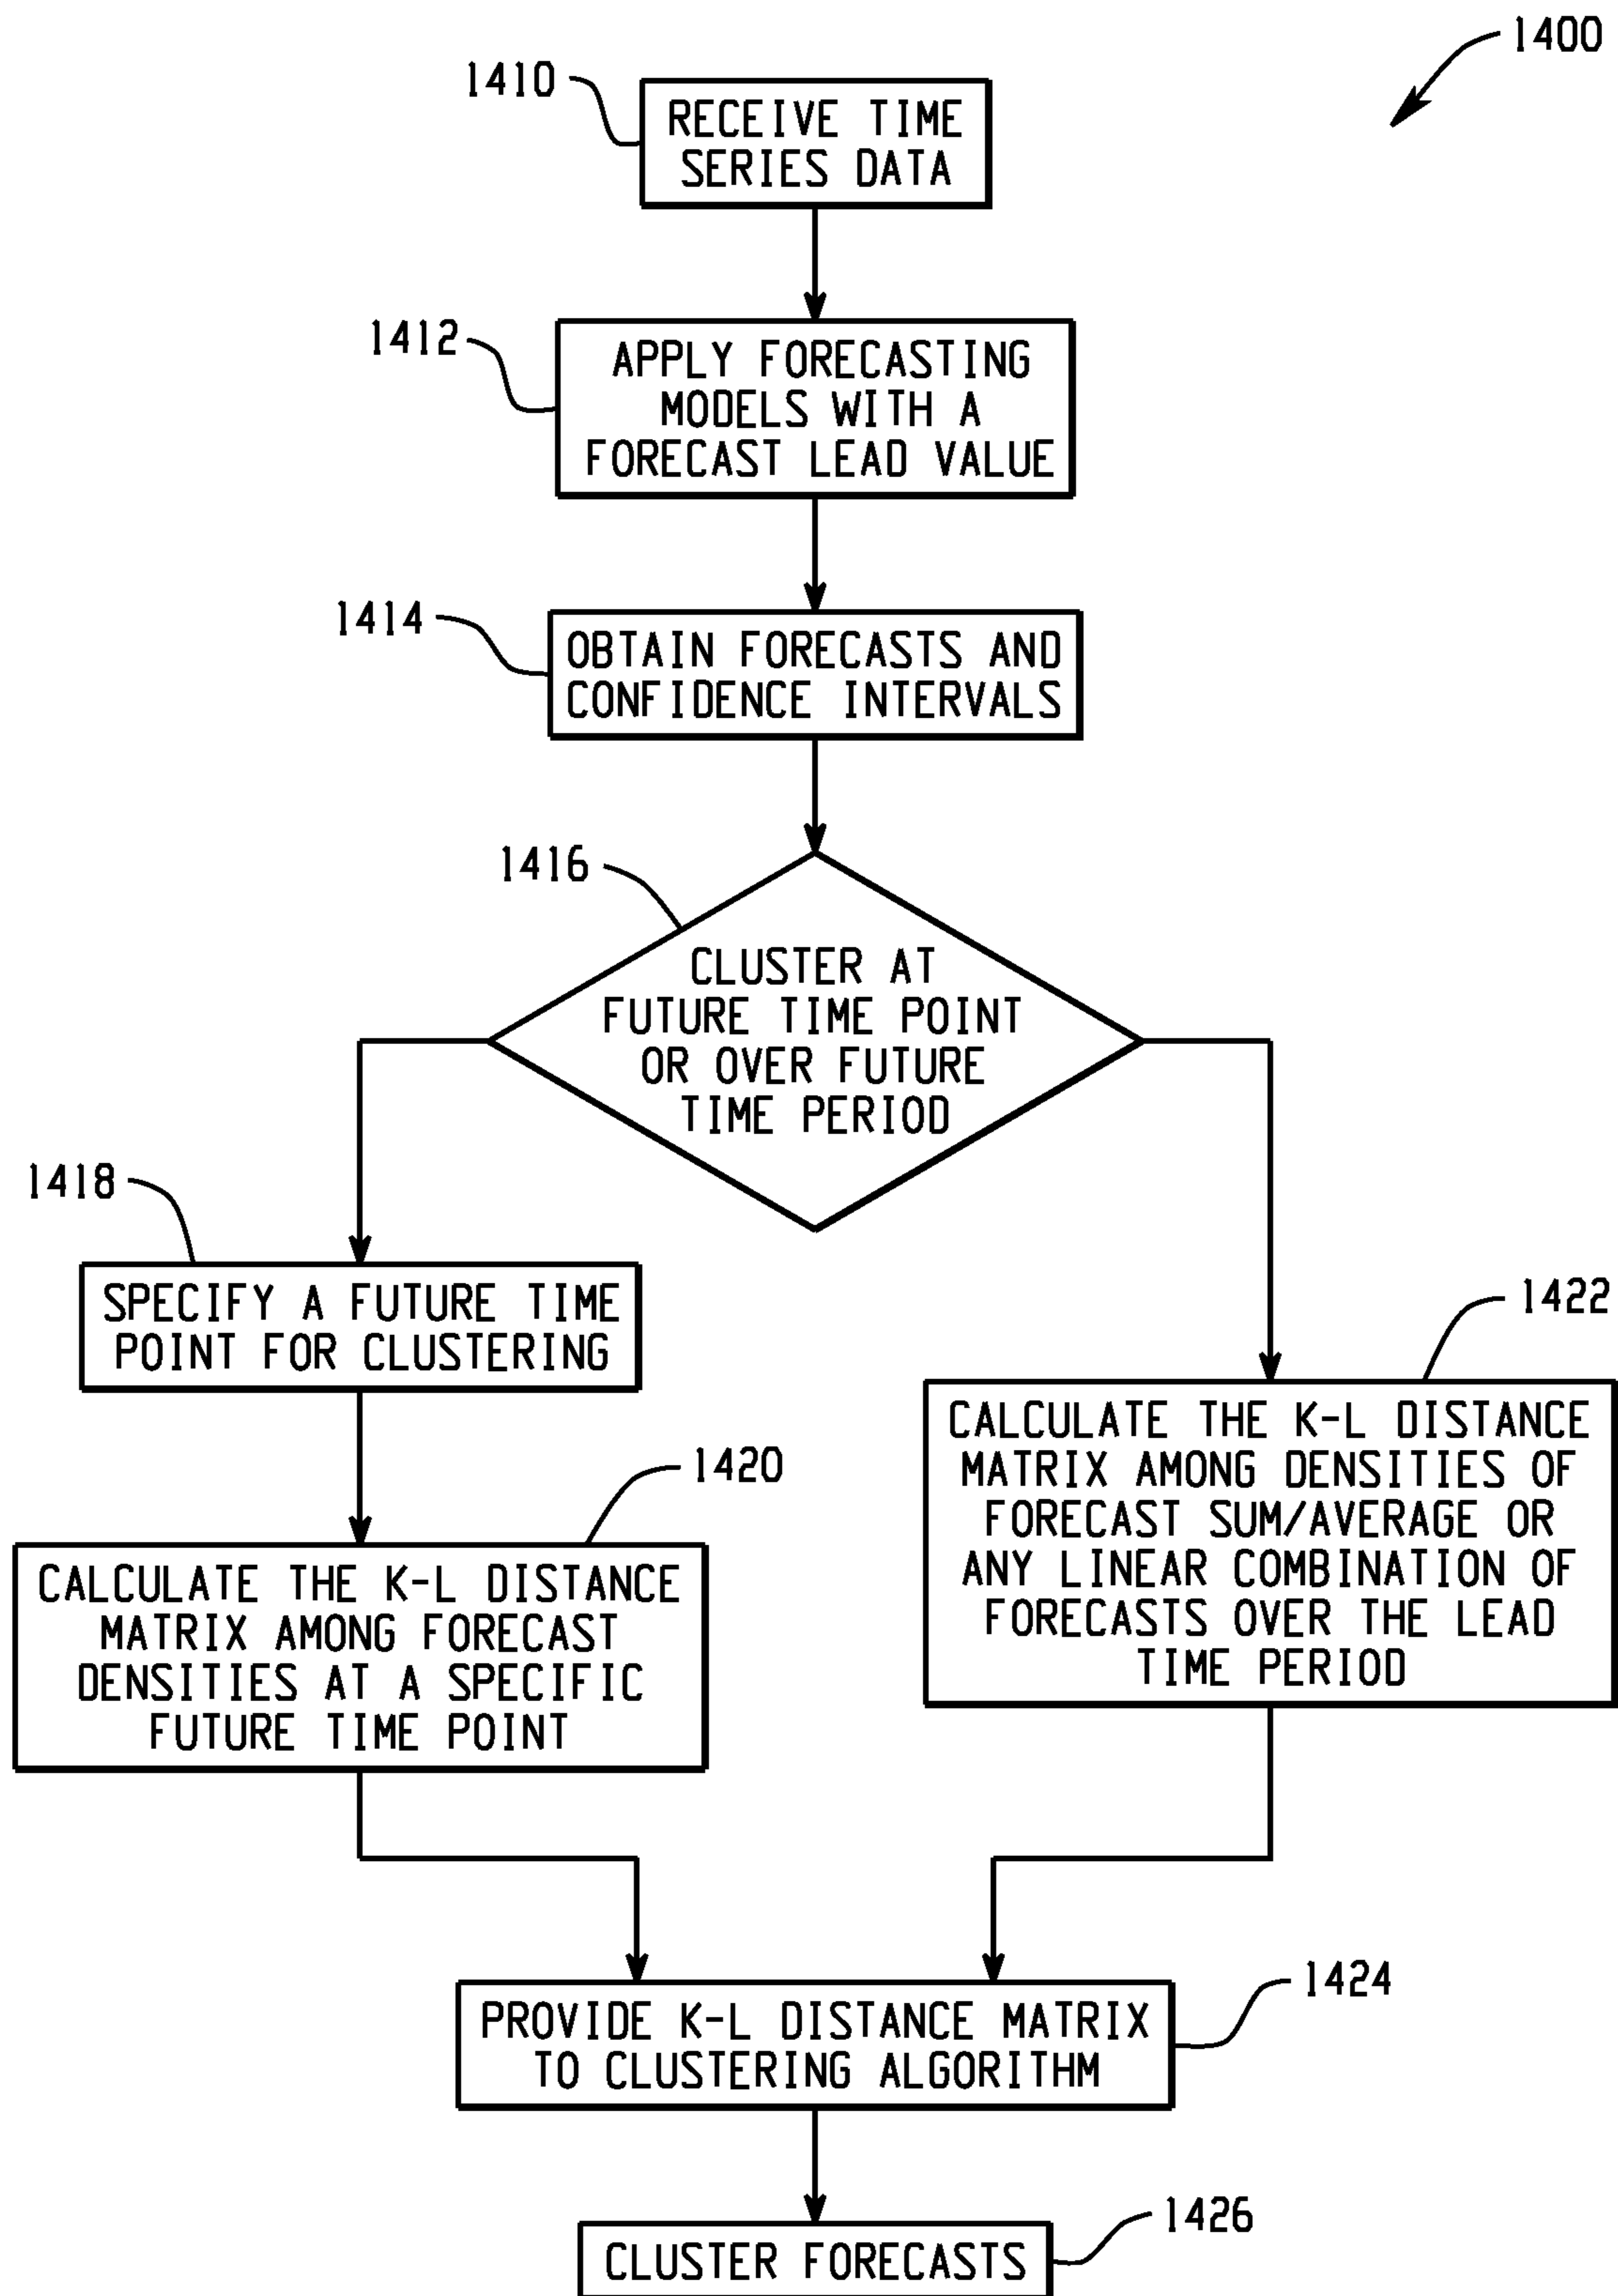 1400
1410
RECEIVE TIME
SERIES DATA
1412
APPLY FORECASTING
MODELS WITH A
FORECAST LEAD VALUE
1414
OBTAIN FORECASTS AND
CONFIDENCE INTERVALS
1416
CLUSTER AT
FUTURE TIME POINT
OR OVER FUTURE
TIME PERIOD
1418
SPECIFY A FUTURE TIME
POINT FOR CLUSTERING
1420
CALCULATE THE K-L DISTANCE
MATRIX AMONG FORECAST
DENSITIES AT A SPECIFIC
FUTURE TIME POINT
1422
CALCULATE THE K-L DISTANCE
MATRIX AMONG DENSITIES OF
FORECAST SUM/AVERAGE OR
ANY LINEAR COMBINATION OF
FORECASTS OVER THE LEAD
TIME PERIOD
1424
PROVIDE K-L DISTANCE MATRIX
TO CLUSTERING ALGORITHM
1426
CLUSTER FORECASTS